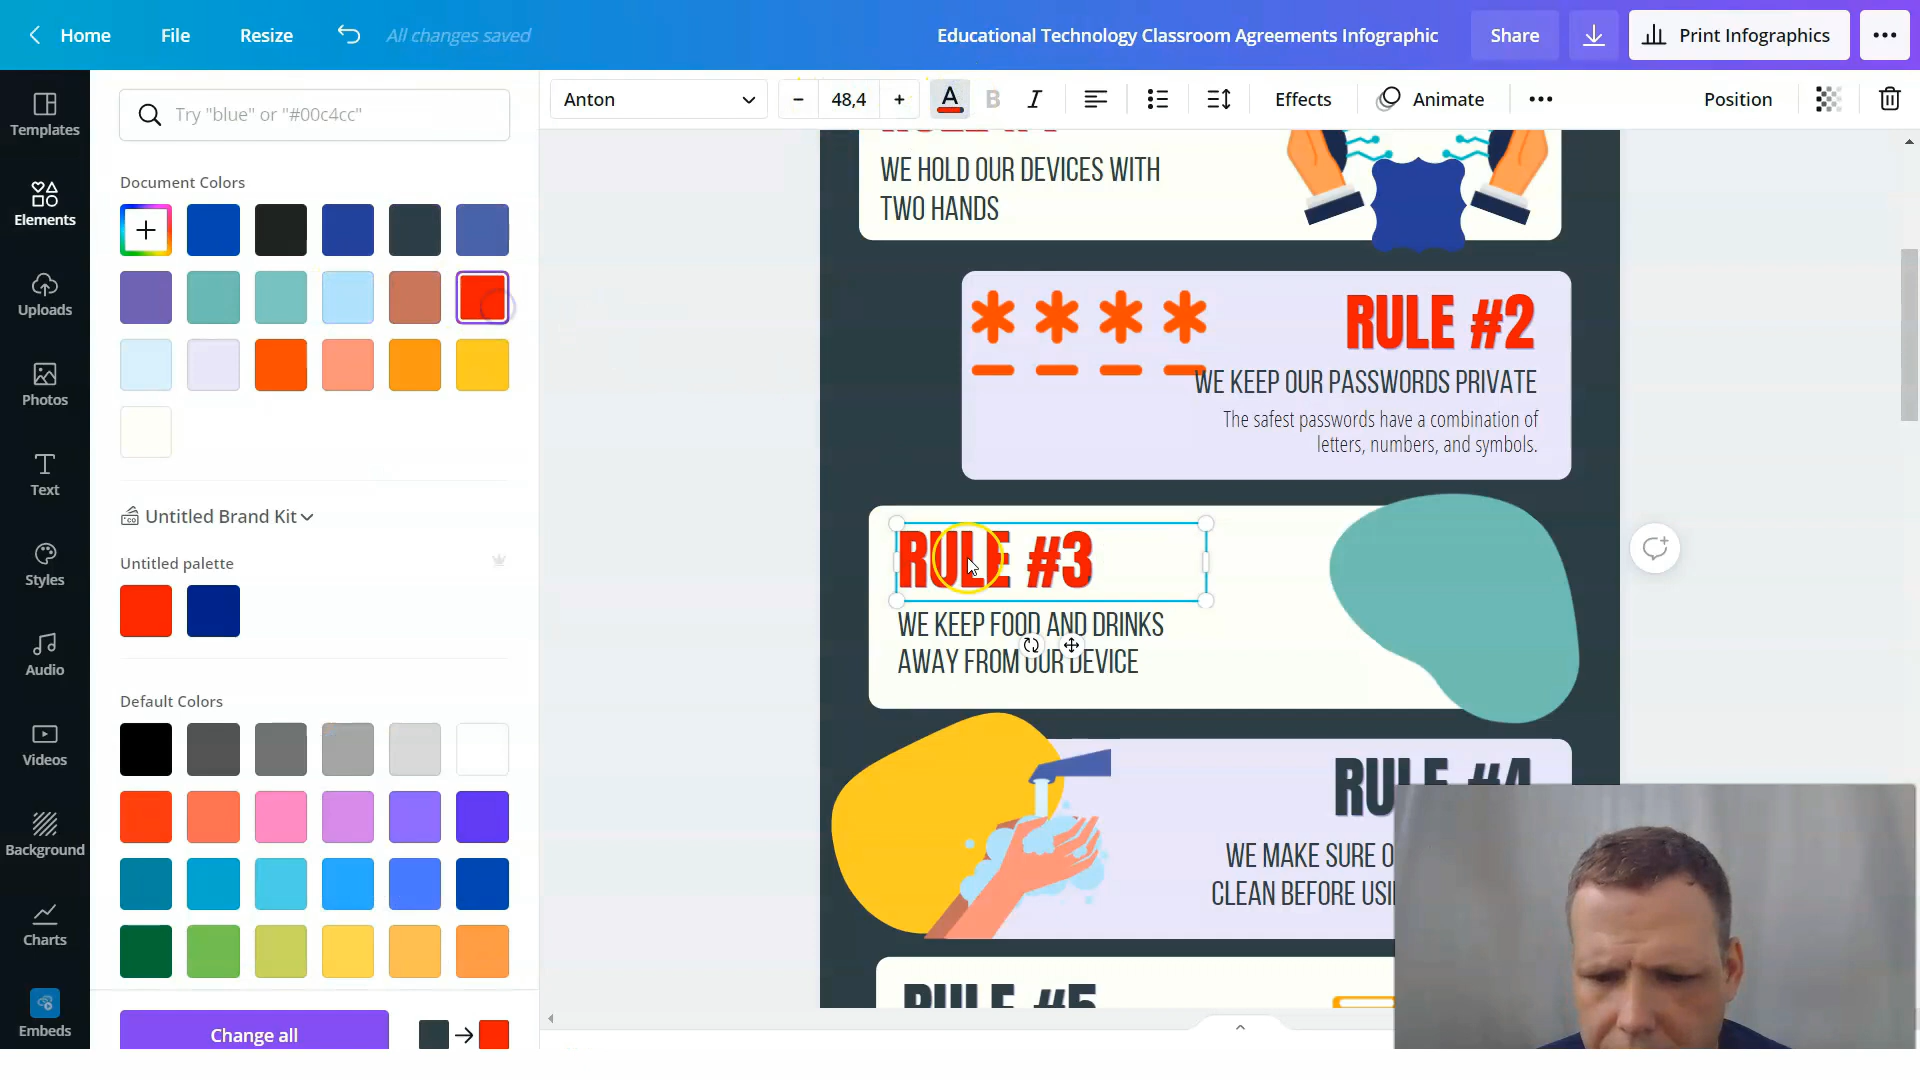 Home
File
Resize
All changes saved
Educational Technology Classroom Agreements Infographic
Share
Print Infographics
Templates
Elements
Uploads
Photos
Text
Styles
Audio
Videos
Background
Charts
Embeds
Try "blue" or "#00c4cc"
Document Colors
Untitled Brand Kit
Untitled palette
Default Colors
Change all
Anton
48,4
A
B
I
Effects
Animate
Position
WE HOLD OUR DEVICES WITH
TWO HANDS
RULE #2
WE KEEP OUR PASSWORDS PRIVATE
The safest passwords have a combination of
letters, numbers, and symbols.
RULE #3
WE KEEP FOOD AND DRINKS
AWAY FROM OUR DEVICE
RULE #4
WE MAKE SURE
CLEAN BEFORE
RULE #5